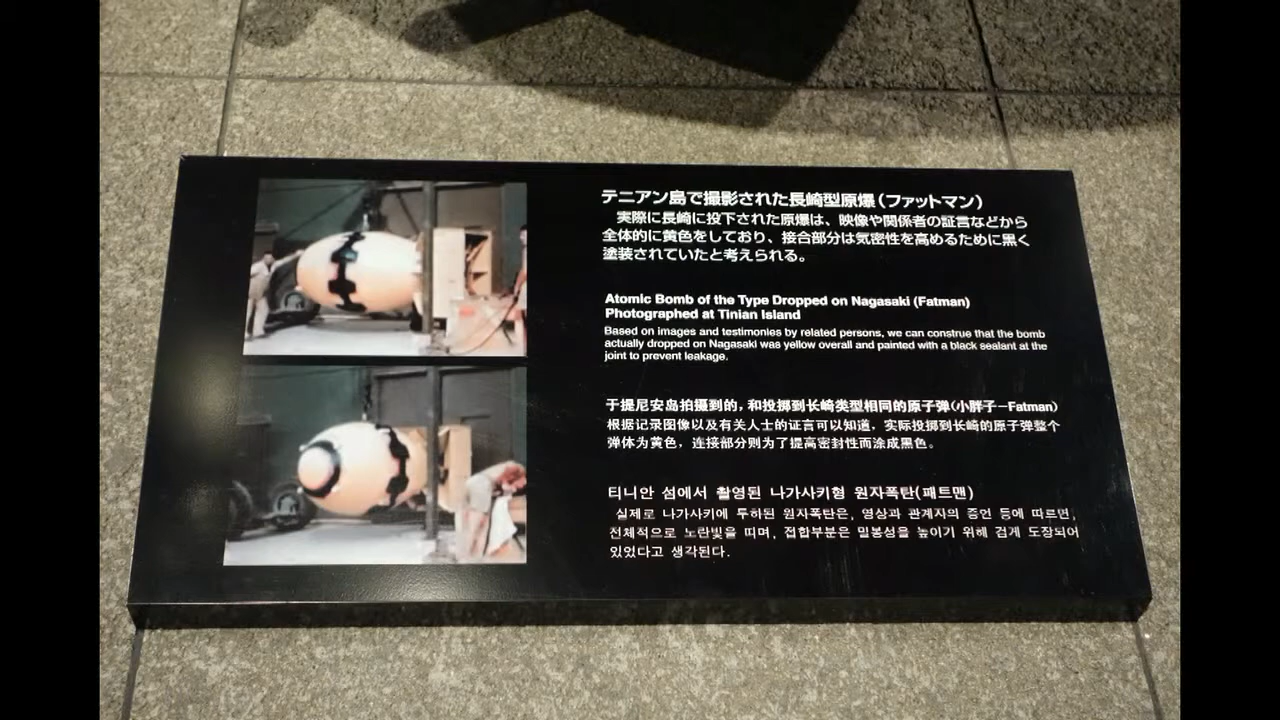 テニアン島で撮影された長崎型原爆(ファットマン)
実際に長崎に投下された原爆は、映像や関係者の証言などから
全体的に黄色をしており、接合部分は気密性を高めるために黒く
塗装されていたと考えられる。
Atomic Bomb of the Type Dropped on Nagasaki (Fatman)
Photographed at Tinian Island
Based on images and testimonies by related persons, we can construe that the bomb
actually dropped on Nagasaki was yellow overall and painted with a black sealant at the
joint to prevent leakage.
于提尼安岛拍摄到的，和投掷到长崎类型相同的原子弹(小胖子－Fatman)
根据记录图像以及有关人士的证言可以知道，实际投掷到长崎的原子弹整个
弹体为黄色，连接部分则为了提高密封性而涂成黑色。
티니안 섬에서 촬영된 나가사키형 원자폭탄(패트맨)
실제로 나가사키에 투하된 원자폭탄은, 영상과 관계자의 증언 등에 따르면,
전체적으로 노란빛을 띠며, 접합부분은 밀봉성을 높이기 위해 검게 도장되어
있었다고 생각된다.